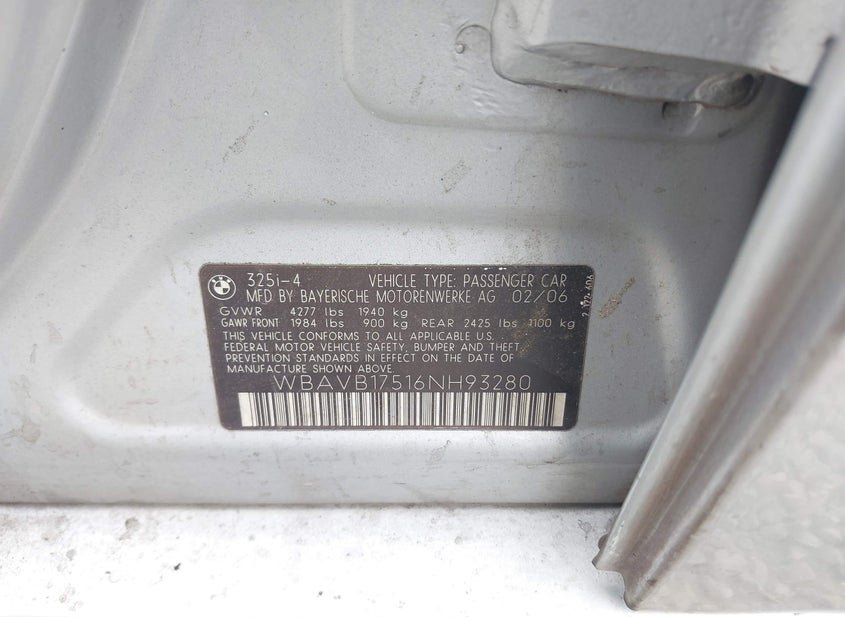 BMW
325i-4 VEHICLE TYPE: PASSENGER CAR
MFD BY BAYERISCHE MOTORENWERKE AG 02/06
GVWR 4277 lbs 1940 kg
GAWR FRONT 1984 lbs 900 kg REAR 2425 lbs 1100 kg
THIS VEHICLE CONFORMS TO ALL APPLICABLE U.S.
FEDERAL MOTOR VEHICLE SAFETY, BUMPER AND THEFT
PREVENTION STANDARDS IN EFFECT ON THE DATE OF
MANUFACTURE SHOWN ABOVE.
WBAVB17516NH93280